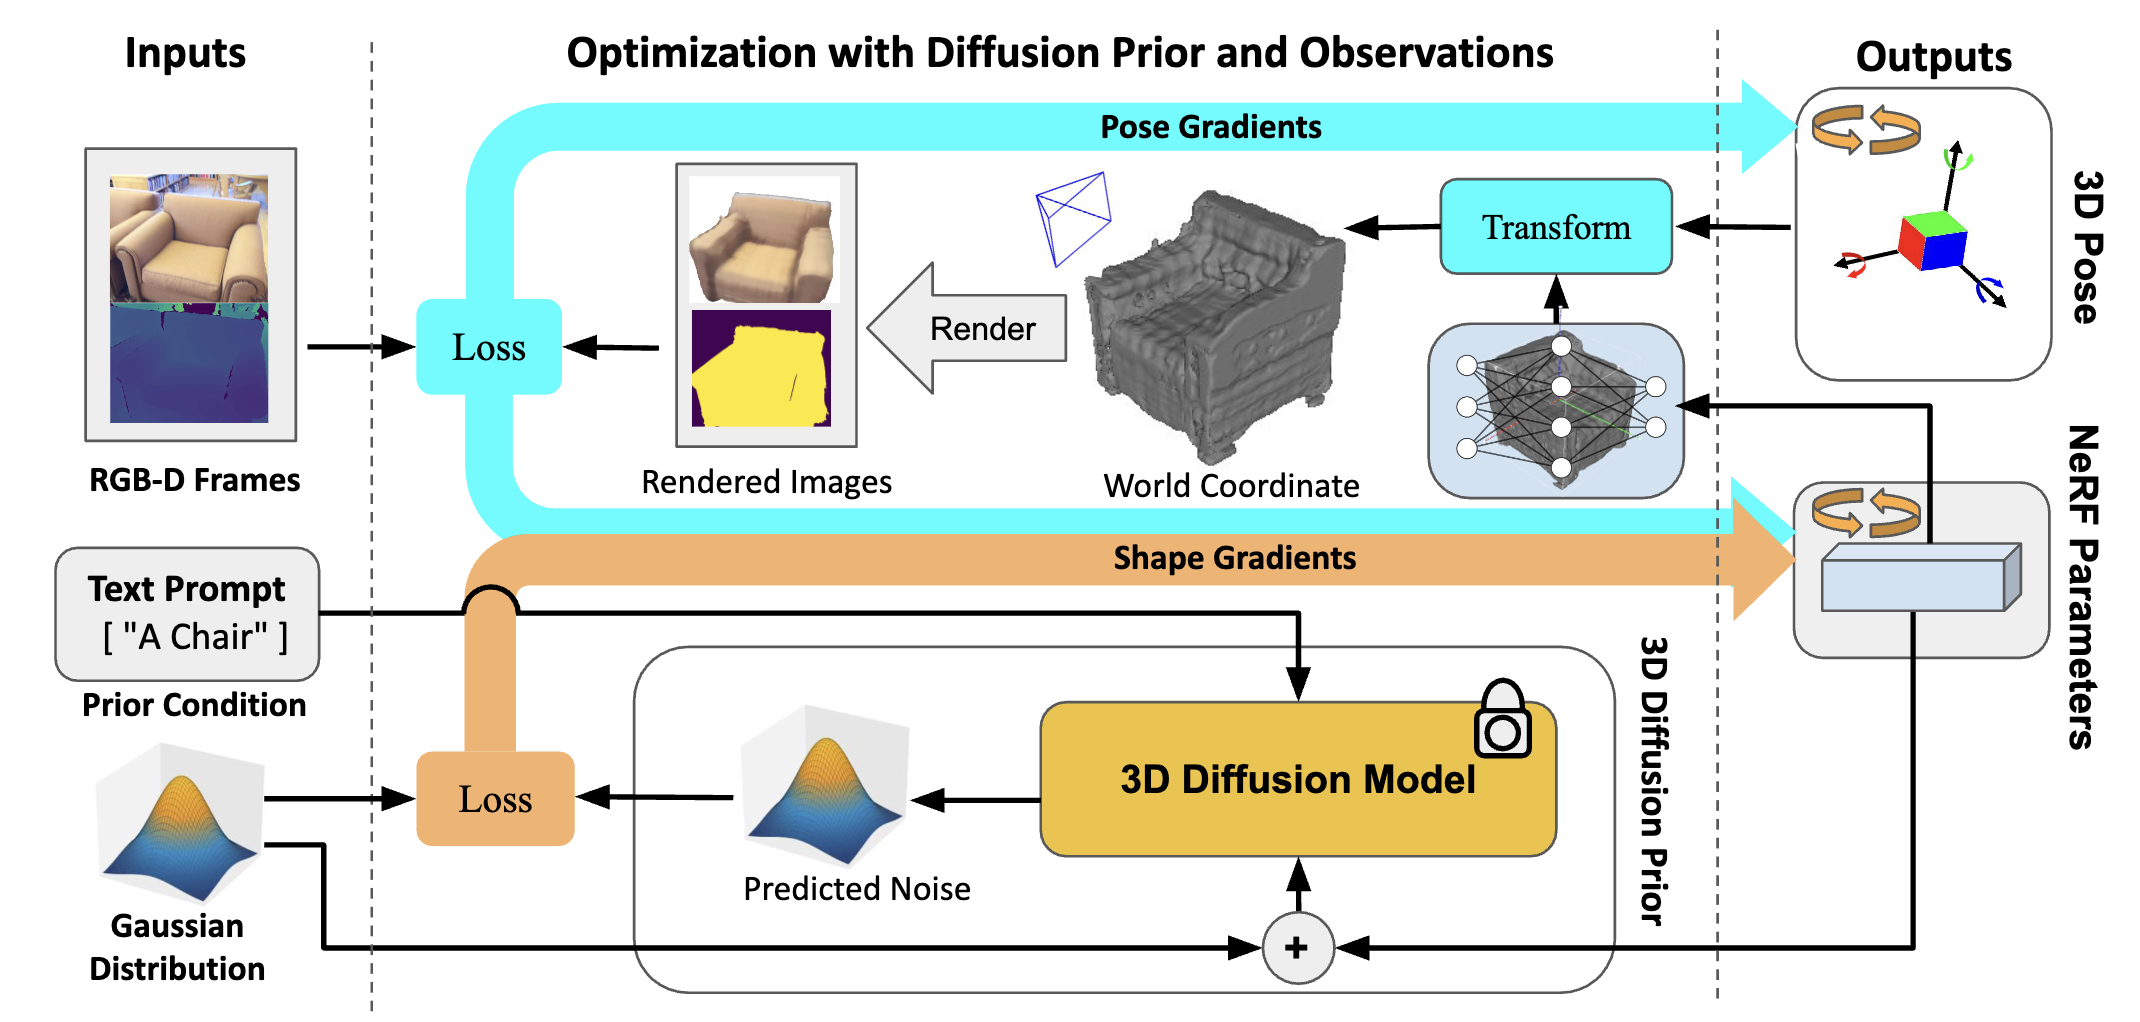 Inputs
Optimization with Diffusion Prior and Observations
Outputs
Pose Gradients
3D Pose
Transform
Render
Loss
RGB-D Frames
Rendered Images
World Coordinate
NeRF Parameters
Shape Gradients
Text Prompt
[ "A Chair" ]
Prior Condition
3D Diffusion Prior
3D Diffusion Model
Loss
Predicted Noise
Gaussian
Distribution
+